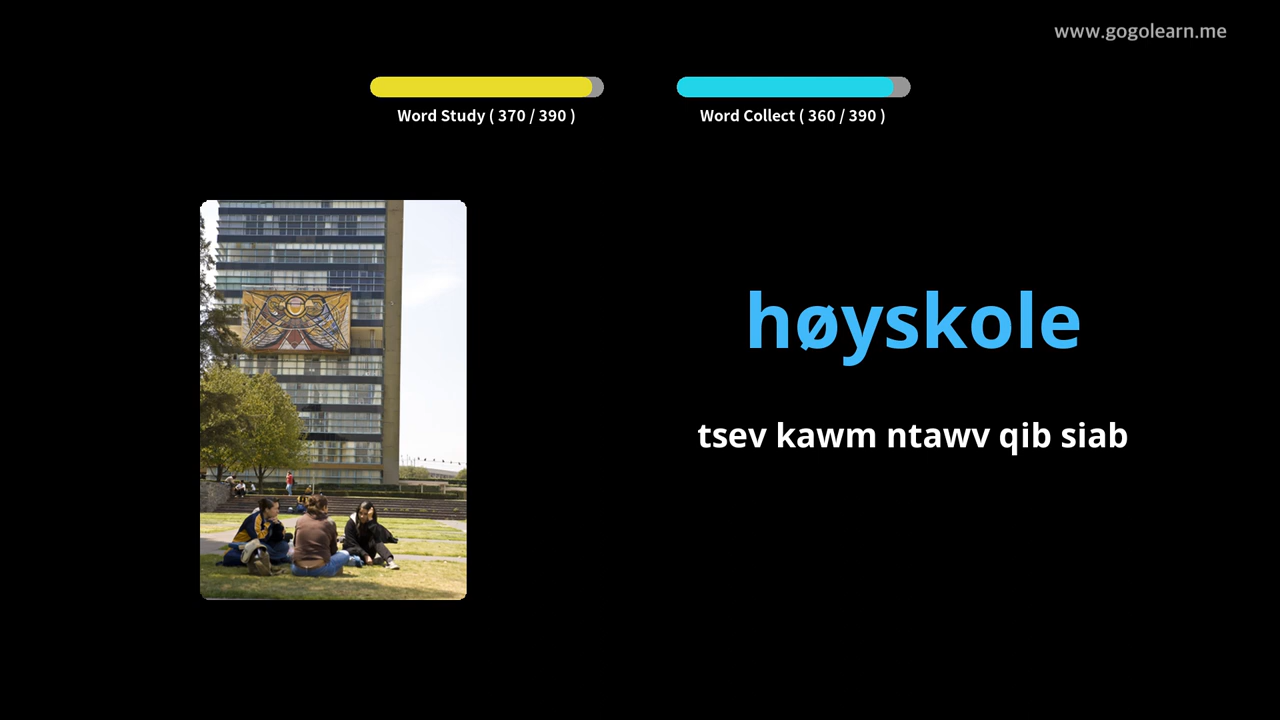 www.gogolearn.me
Word Study ( 370 / 390 )
Word Collect ( 360 / 390 )
høyskole
tsev kawm ntawv qib siab